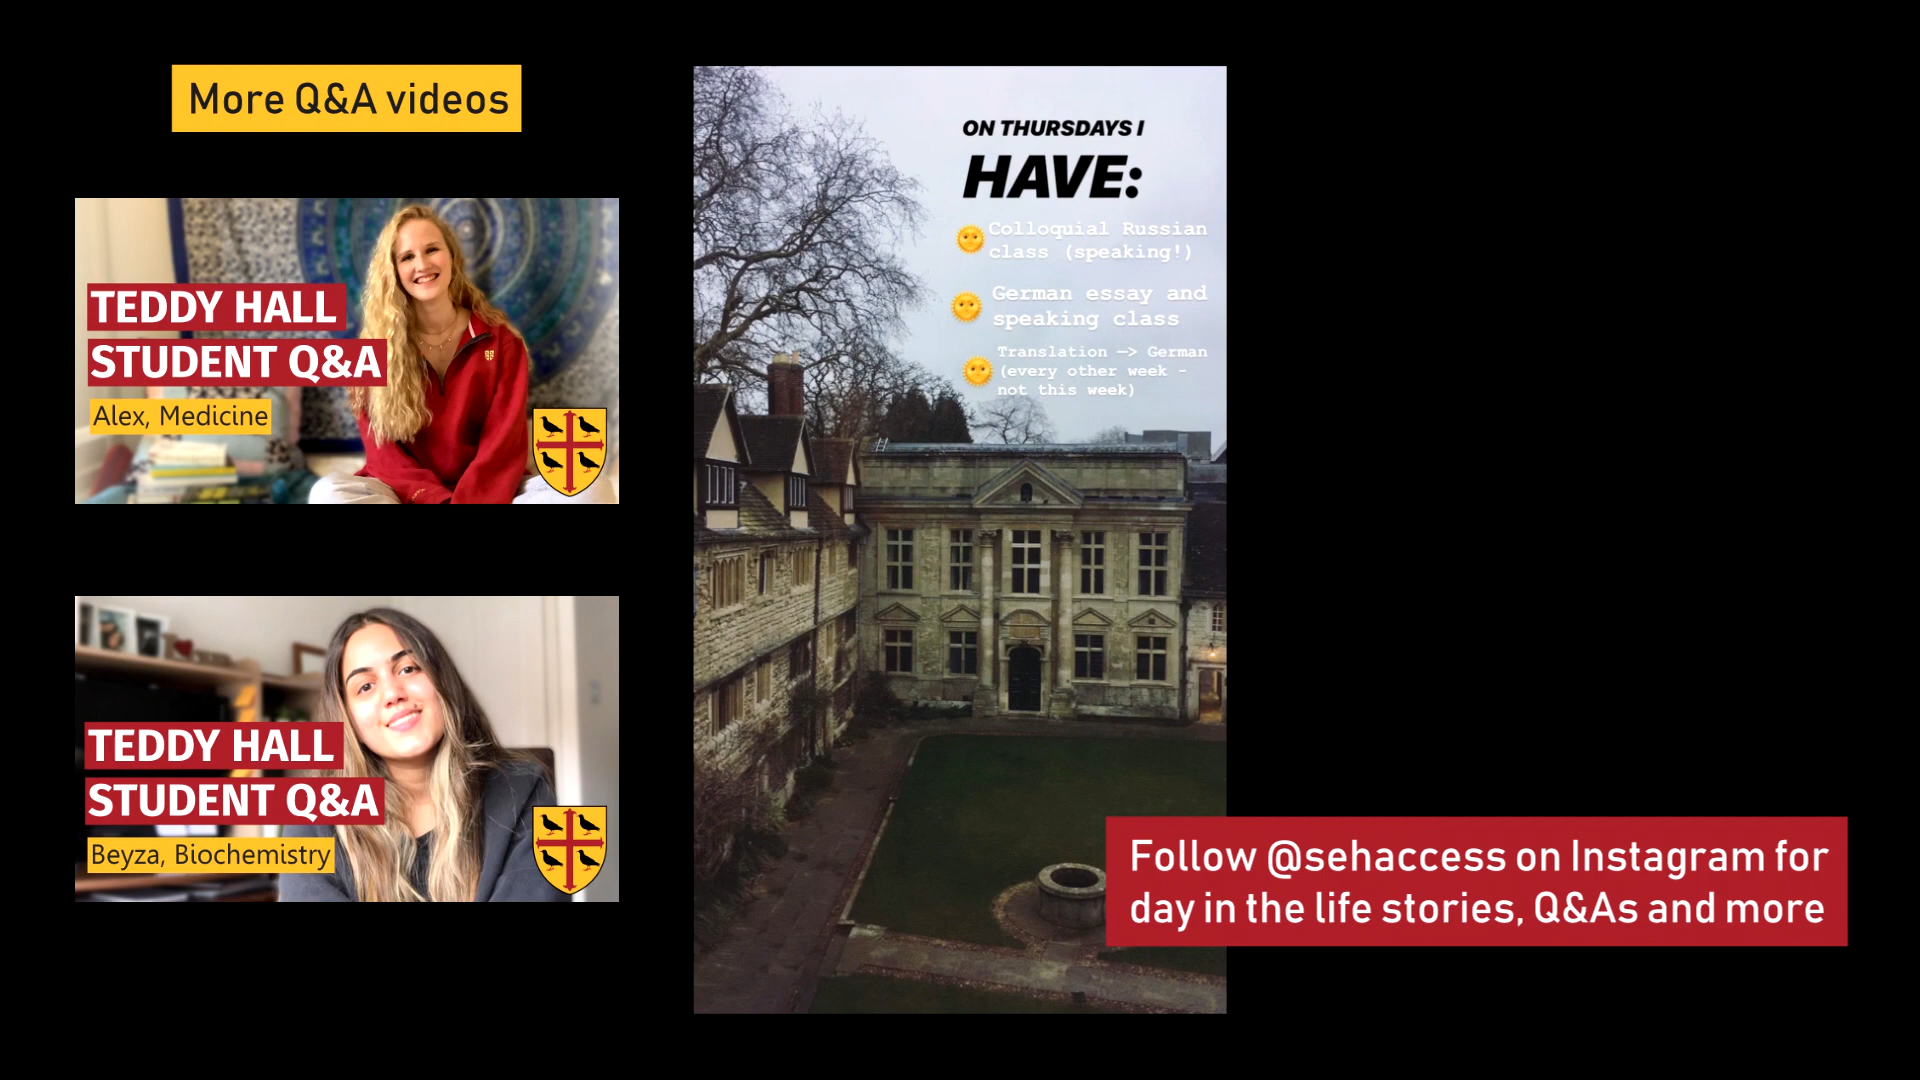 More Q&A videos
TEDDY HALL
STUDENT Q&A
Alex, Medicine
TEDDY HALL
STUDENT Q&A
Beyza, Biochemistry
ON THURSDAYS I
HAVE:
🌞 Colloquial Russian
class (speaking!)
🌞 German essay and
speaking class
🌞 Translation —> German
(every other week -
not this week)
Follow @sehaccess on Instagram for
day in the life stories, Q&As and more